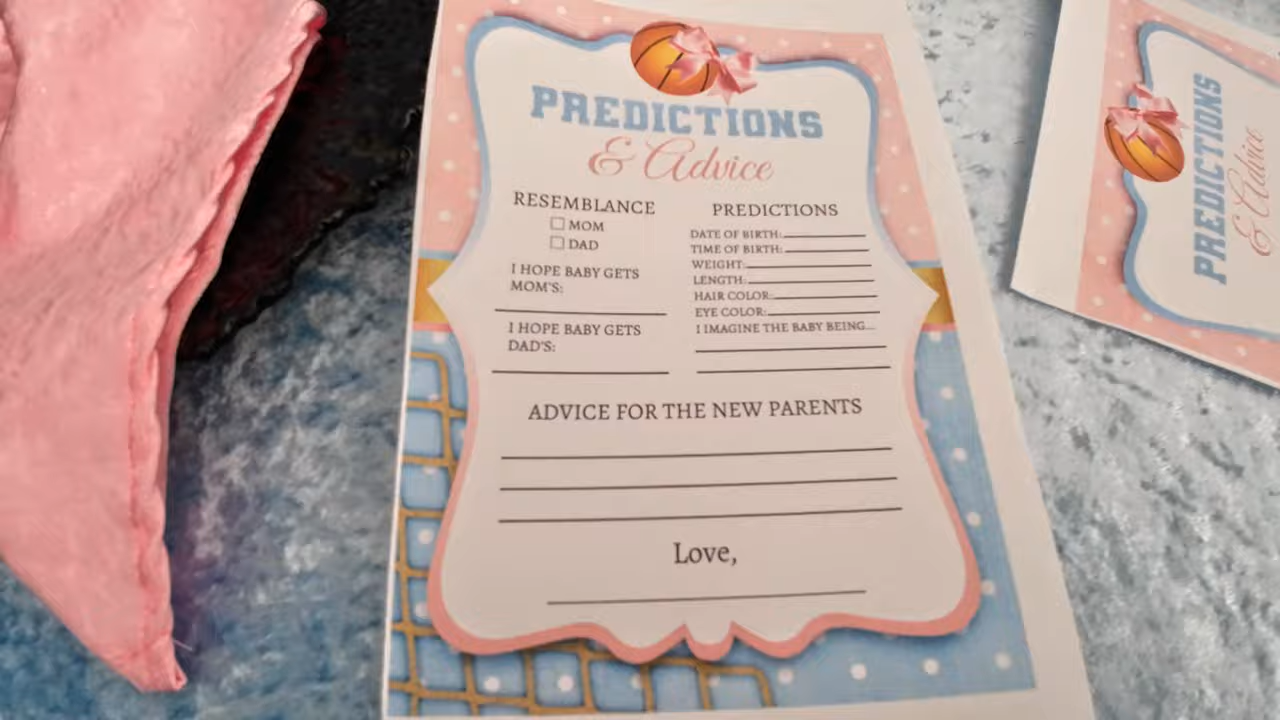 PREDICTIONS
& Advice
RESEMBLANCE
☐ MOM
☐ DAD
I HOPE BABY GETS
MOM'S:
I HOPE BABY GETS
DAD'S:
PREDICTIONS
DATE OF BIRTH:
TIME OF BIRTH:
WEIGHT:
LENGTH:
HAIR COLOR:
EYE COLOR:
I IMAGINE THE BABY BEING...
ADVICE FOR THE NEW PARENTS
Love,
PREDICTIONS
& Advice